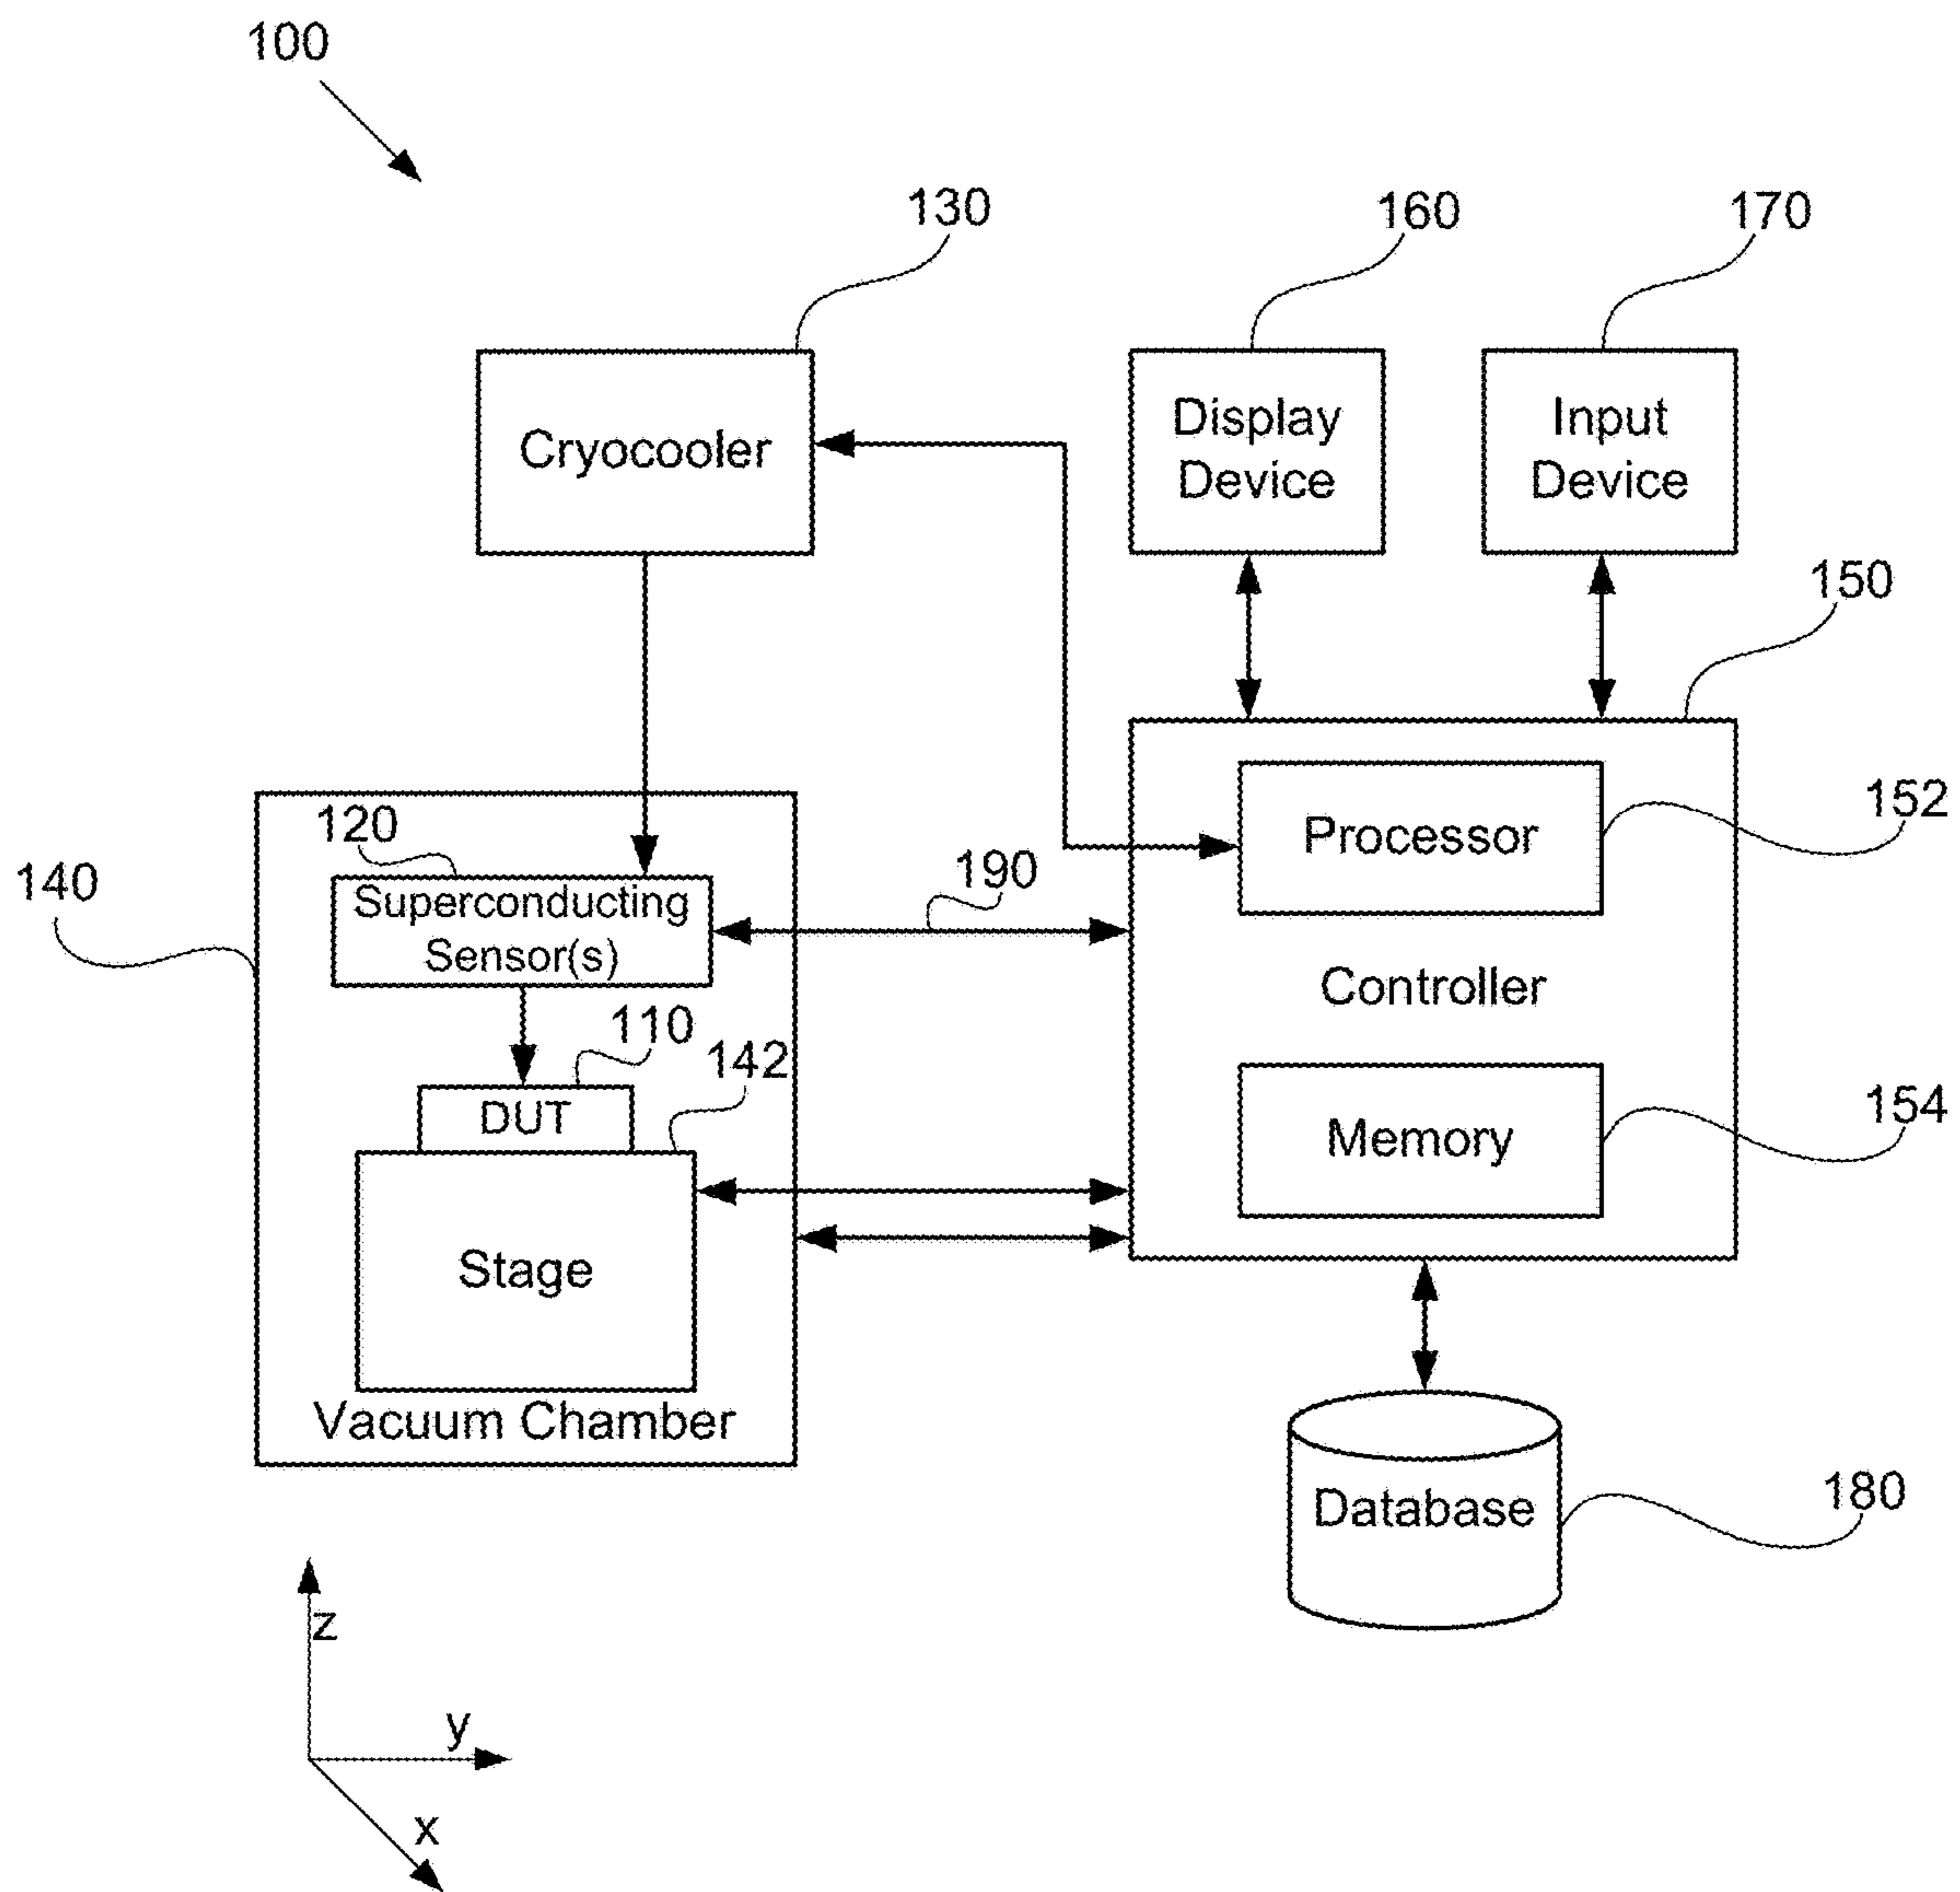 100
130
160
170
Cryocooler
Display
Device
Input
Device
150
120
Superconducting
Sensor(s)
190
Processor
152
140
Controller
110
142
DUT
Memory
154
Stage
Vacuum Chamber
Database
180
z
y
x